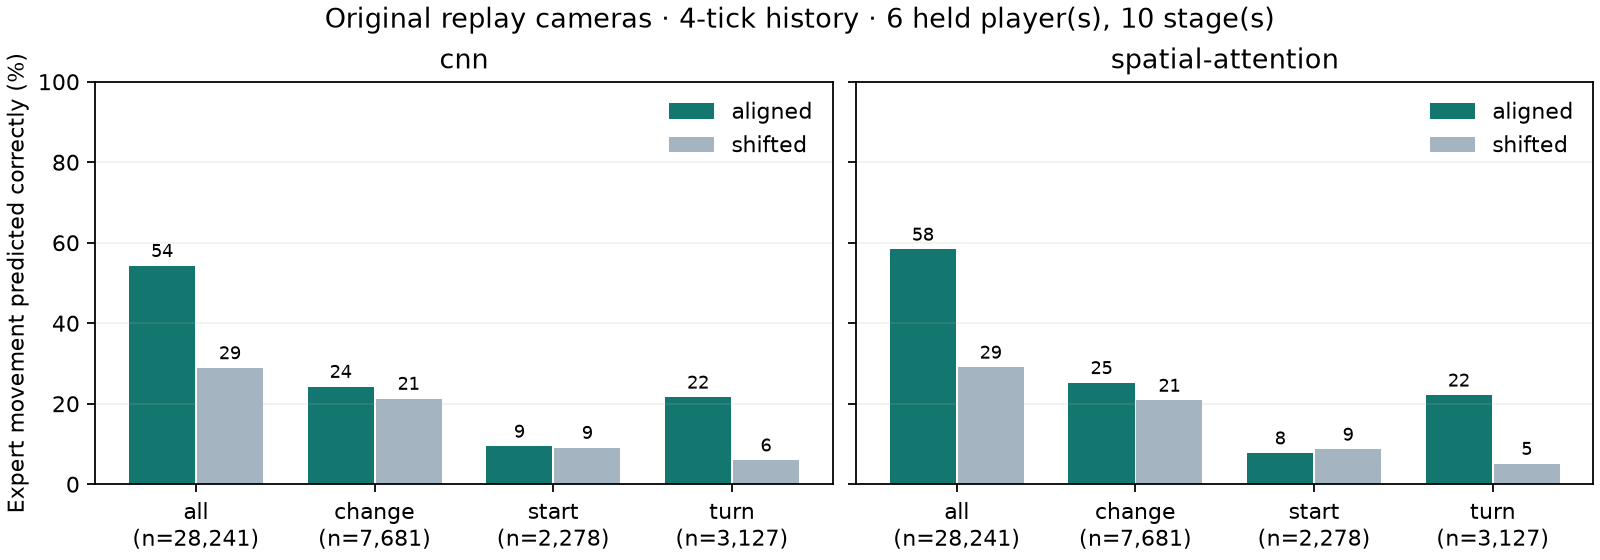 Original replay cameras · 4-tick history · 6 held player(s), 10 stage(s)
cnn
Expert movement predicted correctly (%)
100
80
60
40
20
0
aligned
shifted
54
29
24
21
9
9
22
6
all
(n=28,241)
change
(n=7,681)
start
(n=2,278)
turn
(n=3,127)
spatial-attention
aligned
shifted
58
29
25
21
8
9
22
5
all
(n=28,241)
change
(n=7,681)
start
(n=2,278)
turn
(n=3,127)